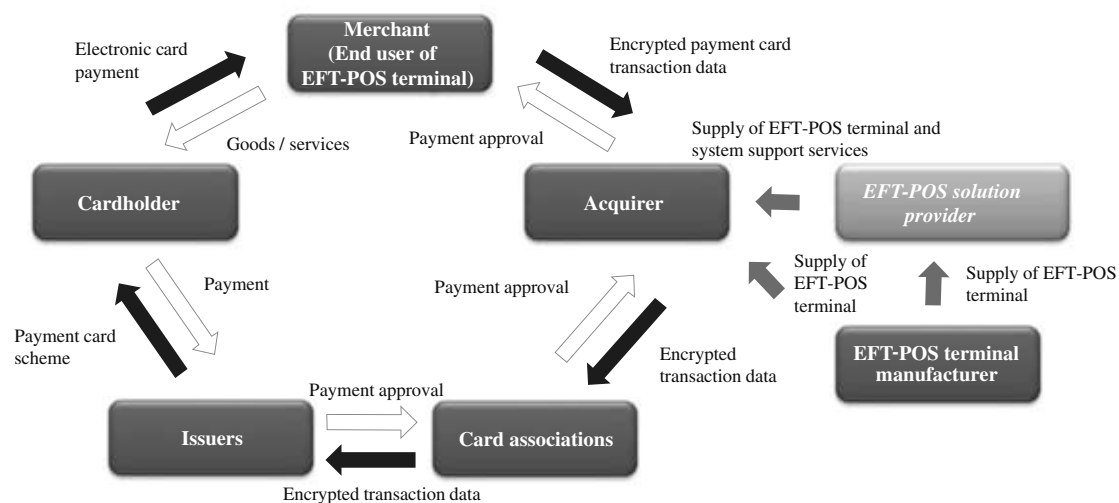 Merchant
(End user of
EFT-POS terminal)
Electronic card
payment
Encrypted payment card
transaction data
Goods / services
Payment approval
Supply of EFT-POS terminal and
system support services
Cardholder
Acquirer
EFT-POS solution
provider
Payment
Payment approval
Supply of
EFT-POS
terminal
Supply of EFT-POS
terminal
Payment card
scheme
Encrypted
transaction data
EFT-POS terminal
manufacturer
Payment approval
Issuers
Card associations
Encrypted transaction data